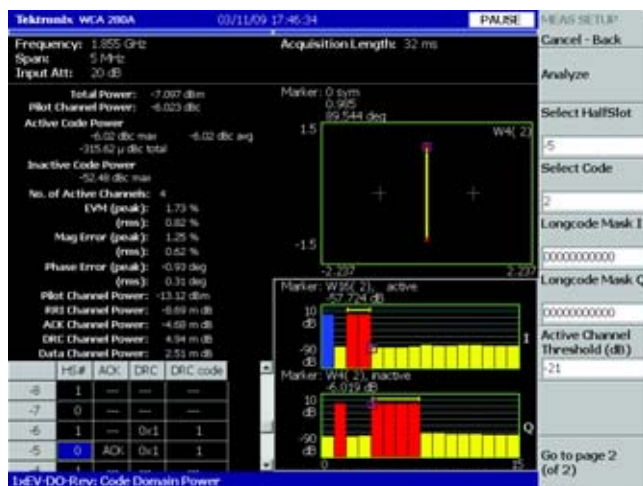 Tektronix WCA 280A 03/11/09 17:46:34 PAUSE MEAS SETUP
Frequency: 1.855 GHz
Span: 5 MHz
Input Att: 20 dB
Acquisition Length: 32 ms
Total Power: -7.097 dBm
Pilot Channel Power: -6.023 dBc
Active Code Power
-6.02 dBc max -6.02 dBc avg
-315.62 μ dBc total
Inactive Code Power
-52.48 dBc max
No. of Active Channels: 4
EVM (peak): 1.73 %
(rms): 0.82 %
Mag Error (peak): 1.25 %
(rms): 0.62 %
Phase Error (peak): -0.93 deg
(rms): 0.31 deg
Pilot Channel Power: -13.12 dBm
RRI Channel Power: -8.69 m dB
ACK Channel Power: -4.68 m dB
DRC Channel Power: 4.94 m dB
Data Channel Power: 2.51 m dB
HS# ACK DRC DRC code
-8 1 --- --- ---
-7 0 --- --- ---
-6 1 --- 0x1 1
-5 0 ACK 0x1 1
Marker: 0 sym
0.985
89.544 deg
1.5
W4( 2)
-1.5
-2.237 2.237
Marker: W16( 2), active
-57.724 dB
10
dB
-90
dB
I
Marker: W4( 2), inactive
-6.019 dB
10
dB
-90
dB
Q
0 15
Cancel - Back
Analyze
Select HalfSlot
-5
Select Code
2
Longcode Mask I
0000000000
Longcode Mask Q
0000000000
Active Channel
Threshold (dB)
-21
Go to page 2
(of 2)
1xEV-DO-Rev: Code Domain Power